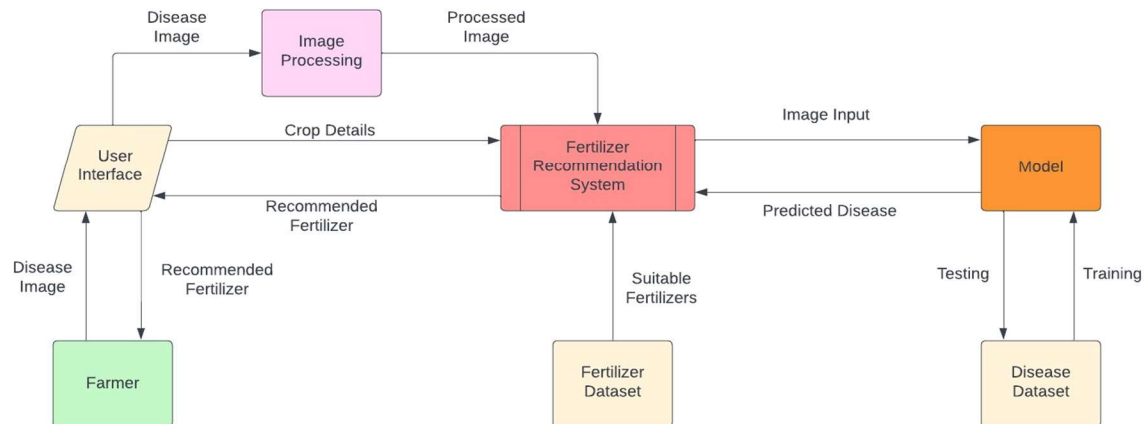 Disease
Image
Image
Processing
Processed
Image
User
Interface
Crop Details
Fertilizer
Recommendation
System
Image Input
Model
Recommended
Fertilizer
Predicted Disease
Disease
Image
Recommended
Fertilizer
Suitable
Fertilizers
Testing
Training
Farmer
Fertilizer
Dataset
Disease
Dataset